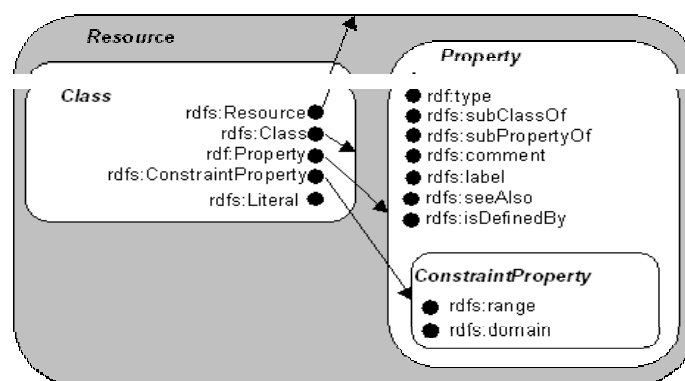 Resource
Class
rdfs:Resource
rdfs:Class
rdf:Property
rdfs:ConstraintProperty
rdfs:Literal
Property
rdf:type
rdfs:subClassOf
rdfs:subPropertyOf
rdfs:comment
rdfs:label
rdfs:seeAlso
rdfs:isDefinedBy
ConstraintProperty
rdfs:range
rdfs:domain